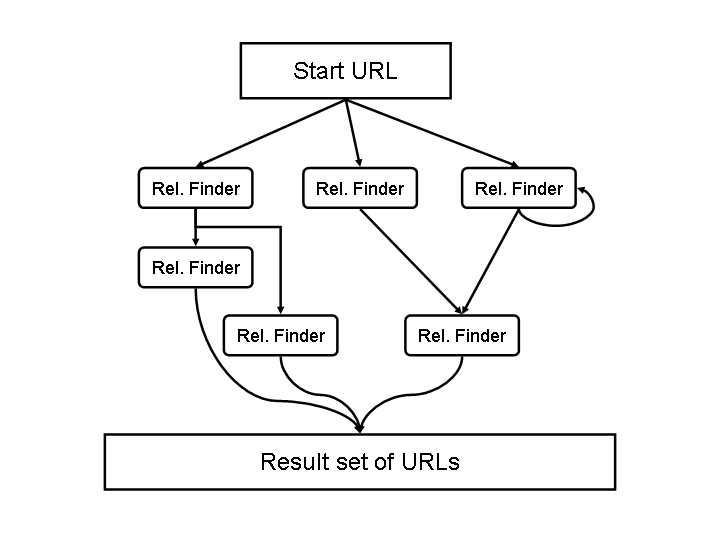 Start URL
Rel. Finder
Rel. Finder
Rel. Finder
Rel. Finder
Rel. Finder
Rel. Finder
Result set of URLs